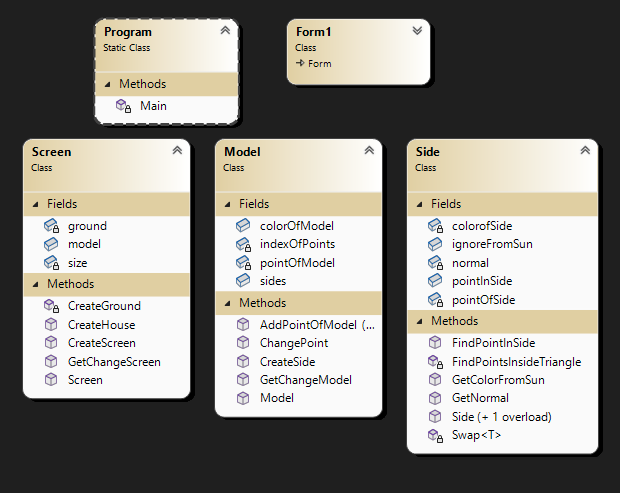 Program
Static Class
Methods
Main
Form1
Class
Form
Screen
Class
Fields
ground
model
size
Methods
CreateGround
CreateHouse
CreateScreen
GetChangeScreen
Screen
Model
Class
Fields
colorOfModel
indexOfPoints
pointOfModel
sides
Methods
AddPointOfModel (...
ChangePoint
CreateSide
GetChangeModel
Model
Side
Class
Fields
colorofSide
ignoreFromSun
normal
pointInSide
pointOfSide
Methods
FindPointInSide
FindPointsInsideTriangle
GetColorFromSun
GetNormal
Side (+ 1 overload)
Swap<T>